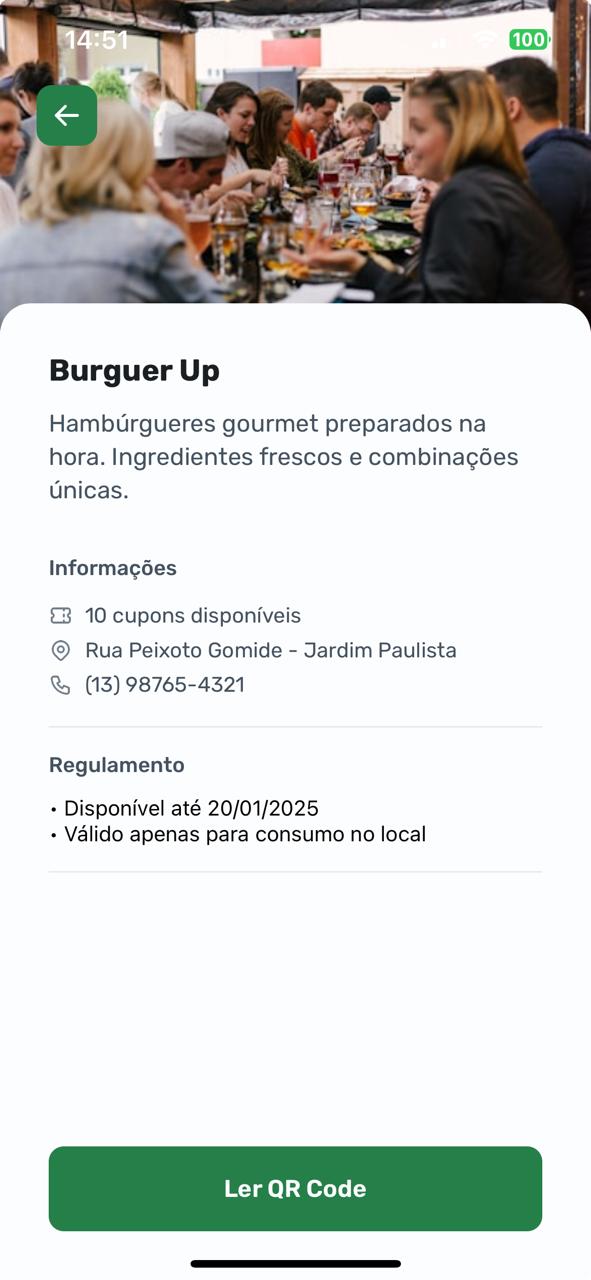 14:51
100
Burguer Up
Hambúrgueres gourmet preparados na
hora. Ingredientes frescos e combinações
únicas.
Informações
10 cupons disponíveis
Rua Peixoto Gomide - Jardim Paulista
(13) 98765-4321
Regulamento
• Disponível até 20/01/2025
• Válido apenas para consumo no local
Ler QR Code